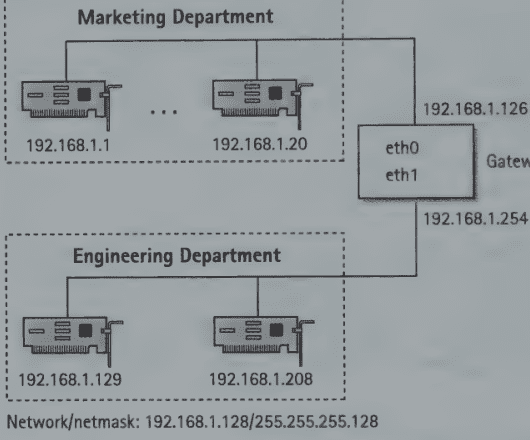 Marketing Department
...
192.168.1.1
192.168.1.20
192.168.1.126
eth0
eth1
192.168.1.254
Engineering Department
192.168.1.129
192.168.1.208
Network/netmask: 192.168.1.128/255.255.255.128